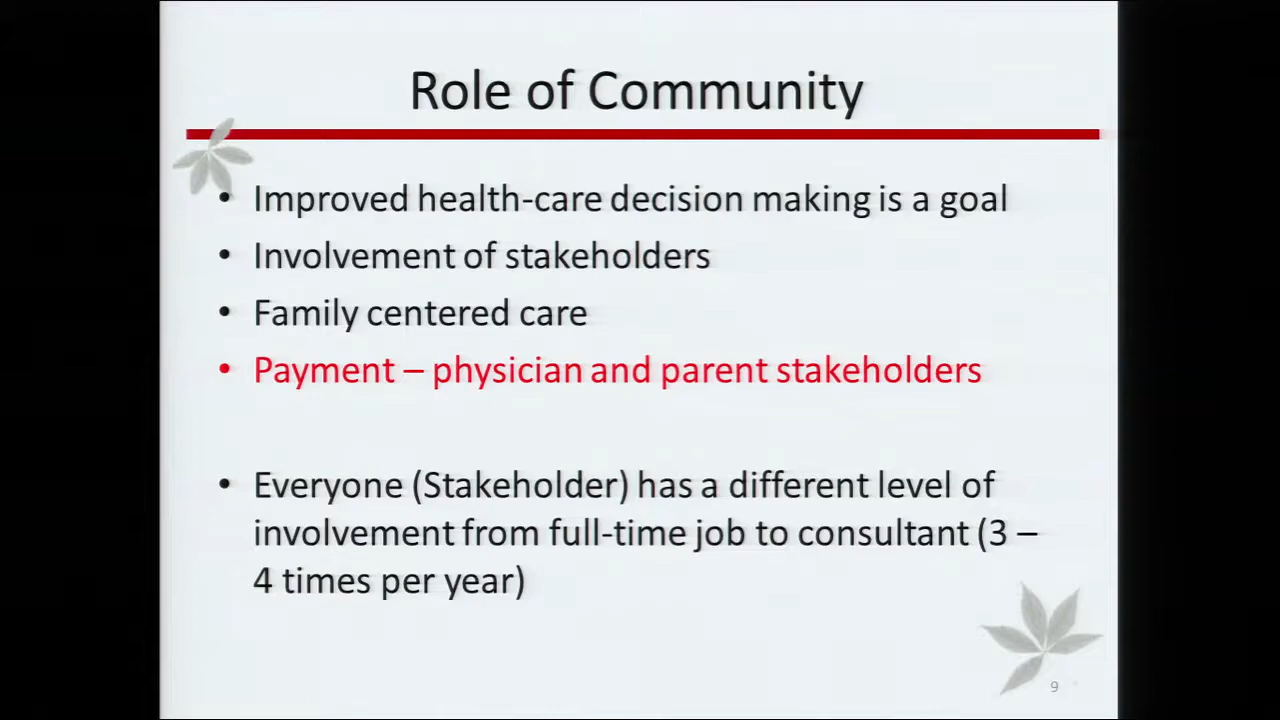 Role of Community
• Improved health-care decision making is a goal
• Involvement of stakeholders
• Family centered care
• Payment – physician and parent stakeholders
• Everyone (Stakeholder) has a different level of
involvement from full-time job to consultant (3 –
4 times per year)
9